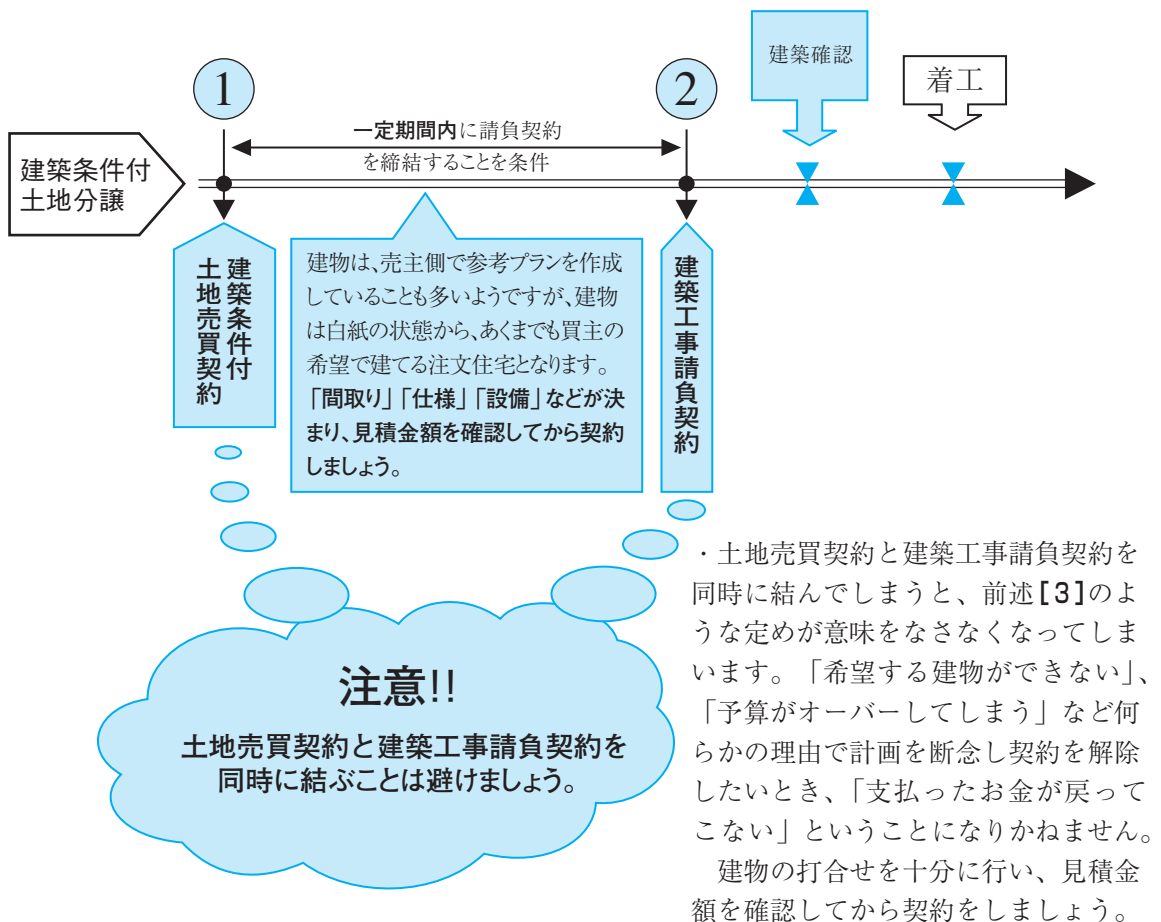 建築条件付
土地分譲
1
一定期間内に請負契約
を締結することを条件
2
建築確認
着工
建築条件付
土地売買契約
建物は、売主側で参考プランを作成
していることも多いようですが、建物
は白紙の状態から、あくまでも買主の
希望で建てる注文住宅となります。
「間取り」「仕様」「設備」などが決
まり、見積金額を確認してから契約
しましょう。
建築工事請負契約
注意!!
土地売買契約と建築工事請負契約を
同時に結ぶことは避けましょう。
・土地売買契約と建築工事請負契約を
同時に結んでしまうと、前述[3]のよ
うな定めが意味をなさなくなってしま
います。「希望する建物ができない」、
「予算がオーバーしてしまう」など何
らかの理由で計画を断念し契約を解除
したいとき、「支払ったお金が戻って
こない」ということになりかねません。
建物の打合せを十分に行い、見積金
額を確認してから契約をしましょう。